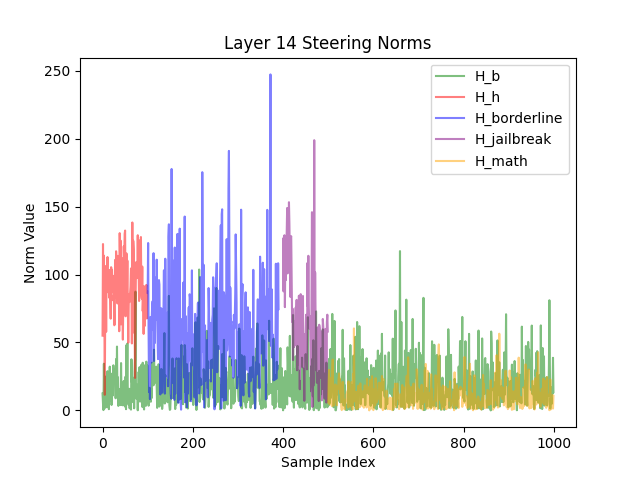 Layer 14 Steering Norms
H_b
H_h
H_borderline
H_jailbreak
H_math
Norm Value
250
200
150
100
50
0
0
200
400
600
800
1000
Sample Index